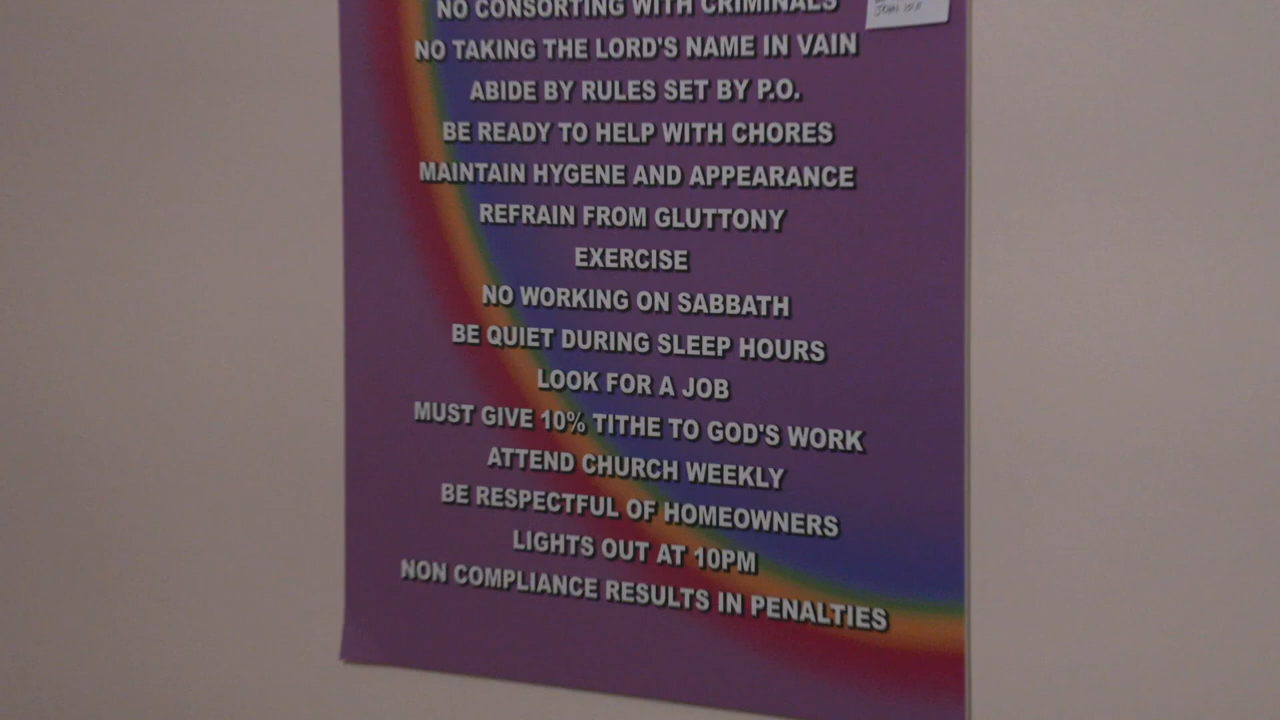 NO CONSORTING WITH CRIMINALS
NO TAKING THE LORD'S NAME IN VAIN
ABIDE BY RULES SET BY P.O.
BE READY TO HELP WITH CHORES
MAINTAIN HYGENE AND APPEARANCE
REFRAIN FROM GLUTTONY
EXERCISE
NO WORKING ON SABBATH
BE QUIET DURING SLEEP HOURS
LOOK FOR A JOB
MUST GIVE 10% TITHE TO GOD'S WORK
ATTEND CHURCH WEEKLY
BE RESPECTFUL OF HOMEOWNERS
LIGHTS OUT AT 10PM
NON COMPLIANCE RESULTS IN PENALTIES